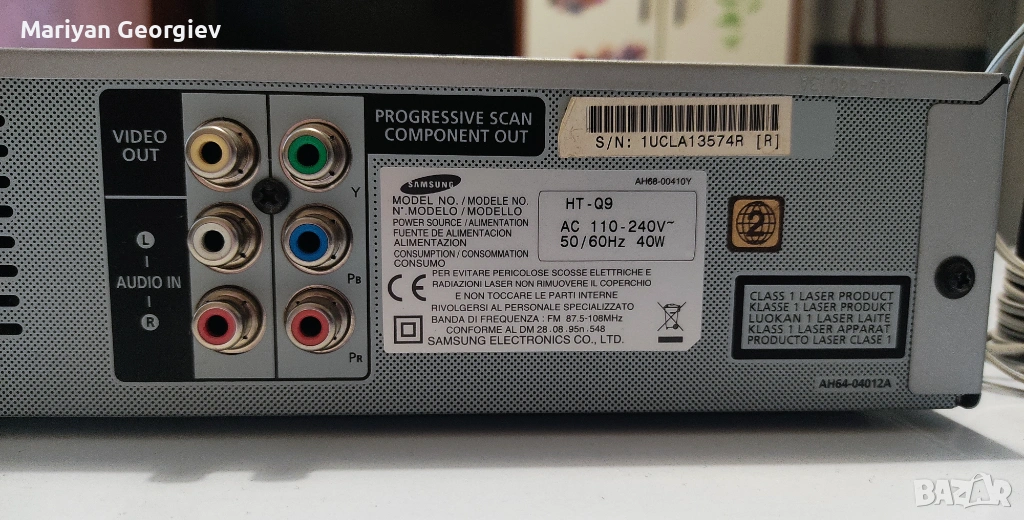 Mariyan Georgiev
VIDEO
OUT
L
AUDIO IN
R
Y
PB
PR
PROGRESSIVE SCAN
COMPONENT OUT
S/N: 1UCLA13574R [R]
SAMSUNG
AH68-00410Y
MODEL NO. / MODELE NO.
N°.MODELO / MODELLO
POWER SOURCE / ALIMENTATION
FUENTE DE ALIMENTACION
ALIMENTAZION
CONSUMPTION / CONSOMMATION
CONSUMO
HT-Q9
AC 110-240V~
50/60Hz 40W
PER EVITARE PERICOLOSE SCOSSE ELETTRICHE E
RADIAZIONI LASER NON RIMUOVERE IL COPERCHIO
E NON TOCCARE LE PARTI INTERNE
RIVOLGERSI AL PERSONALE SPECIALIZZATO
BANDA DI FREQUENZA : FM 87.5-108MHz
CONFORME AL DM 28.08.95n.548
SAMSUNG ELECTRONICS CO., LTD.
CE
2
CLASS 1 LASER PRODUCT
KLASSE 1 LASER PRODUKT
LUOKAN 1 LASER LAITE
KLASS 1 LASER APPARAT
PRODUCTO LASER CLASE 1
AH64-04012A
BAZAR